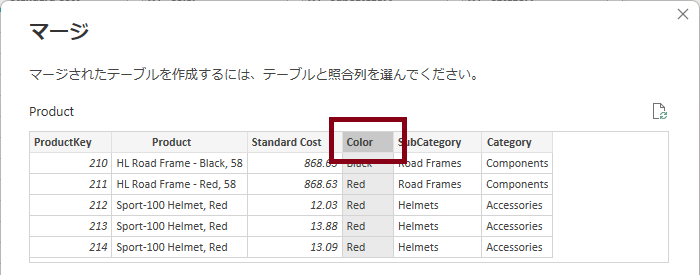 マージ
マージされたテーブルを作成するには、テーブルと照合列を選んでください。
Product
ProductKey Product Standard Cost Color SubCategory Category
210 HL Road Frame - Black, 58 868.63 Black Road Frames Components
211 HL Road Frame - Red, 58 868.63 Red Road Frames Components
212 Sport-100 Helmet, Red 12.03 Red Helmets Accessories
213 Sport-100 Helmet, Red 13.88 Red Helmets Accessories
214 Sport-100 Helmet, Red 13.09 Red Helmets Accessories